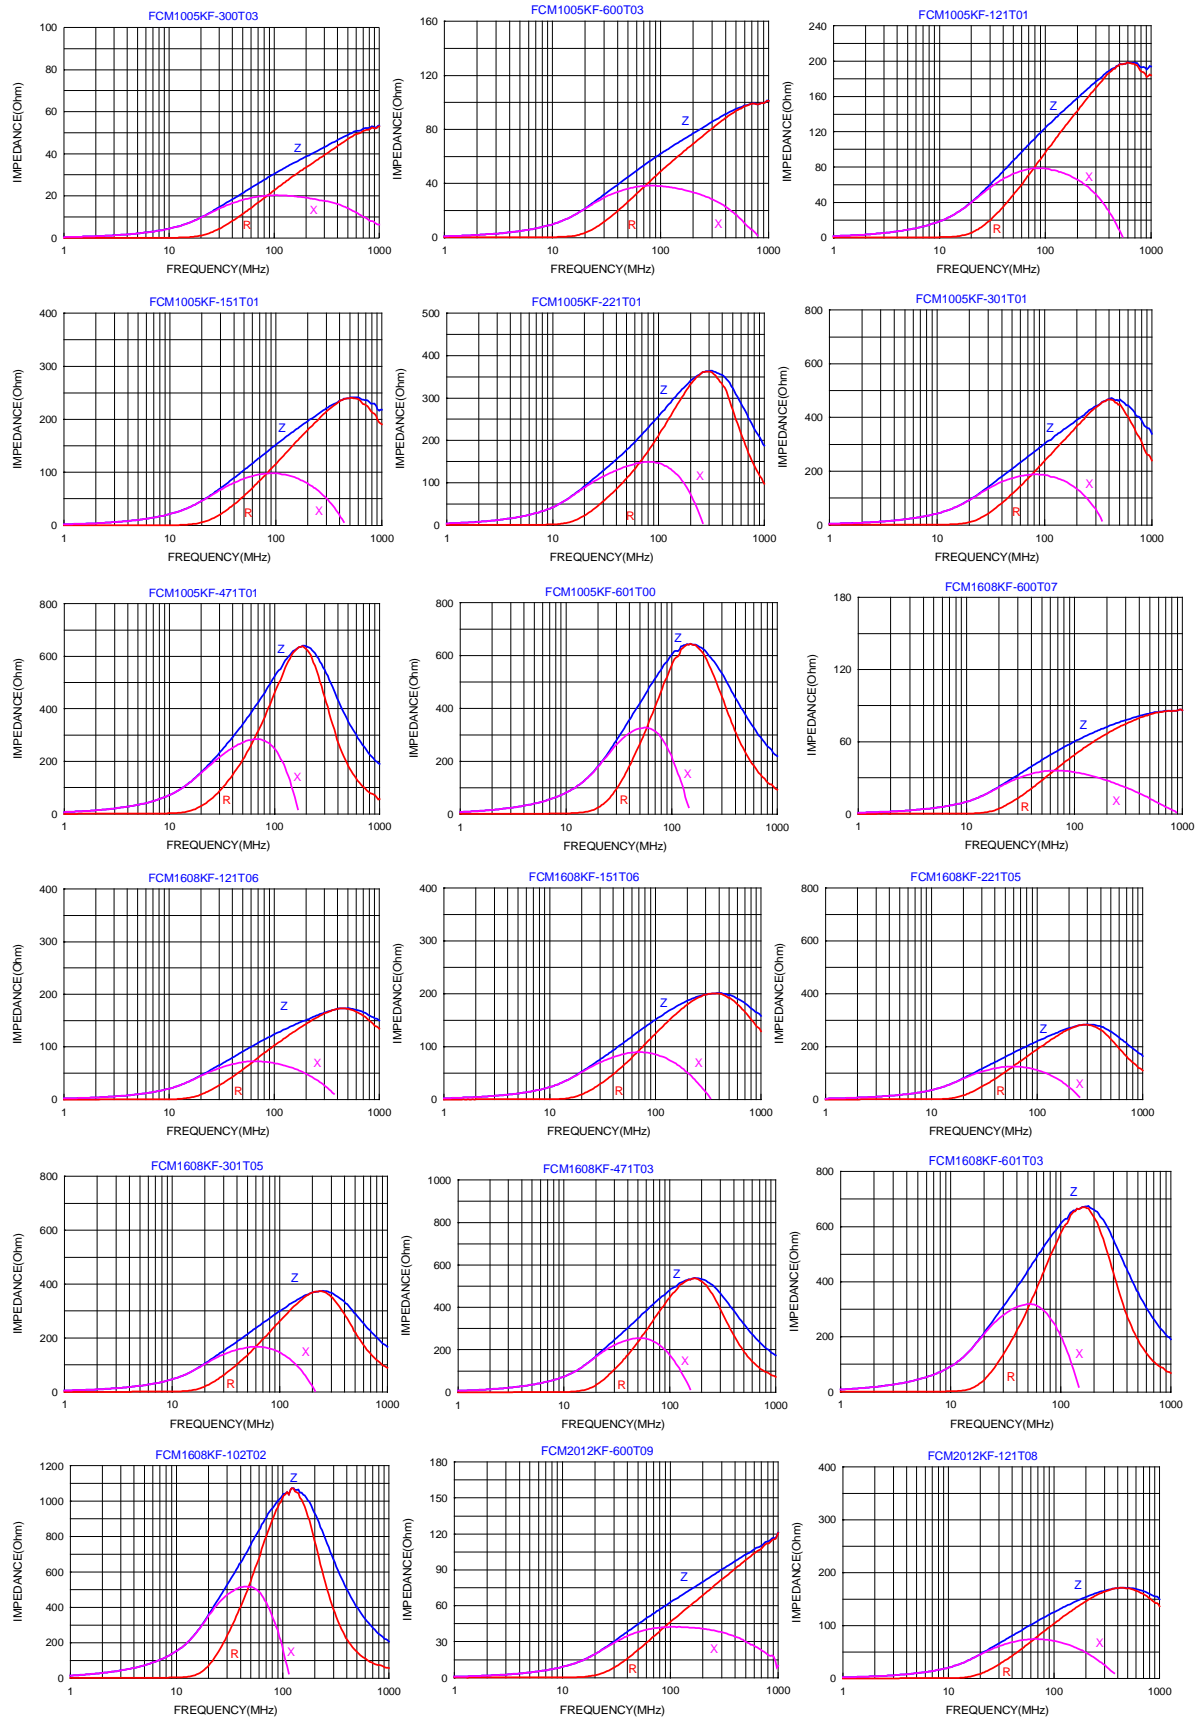 FCM1005KF-300T03
IMPEDANCE(Ohm)
100
80
60
40
20
0
Z
R
X
1
10
100
1000
FREQUENCY(MHz)
FCM1005KF-600T03
IMPEDANCE(Ohm)
160
120
80
40
0
Z
R
X
1
10
100
1000
FREQUENCY(MHz)
FCM1005KF-121T01
IMPEDANCE(Ohm)
240
200
160
120
80
40
0
Z
R
X
1
10
100
1000
FREQUENCY(MHz)
FCM1005KF-151T01
IMPEDANCE(Ohm)
400
300
200
100
0
Z
R
X
1
10
100
1000
FREQUENCY(MHz)
FCM1005KF-221T01
IMPEDANCE(Ohm)
500
400
300
200
100
0
Z
R
X
1
10
100
1000
FREQUENCY(MHz)
FCM1005KF-301T01
IMPEDANCE(Ohm)
800
600
400
200
0
Z
R
X
1
10
100
1000
FREQUENCY(MHz)
FCM1005KF-471T01
IMPEDANCE(Ohm)
800
600
400
200
0
Z
R
X
1
10
100
1000
FREQUENCY(MHz)
FCM1005KF-601T00
IMPEDANCE(Ohm)
800
600
400
200
0
Z
R
X
1
10
100
1000
FREQUENCY(MHz)
FCM1608KF-600T07
IMPEDANCE(Ohm)
180
120
60
0
Z
R
X
1
10
100
1000
FREQUENCY(MHz)
FCM1608KF-121T06
IMPEDANCE(Ohm)
400
300
200
100
0
Z
R
X
1
10
100
1000
FREQUENCY(MHz)
FCM1608KF-151T06
IMPEDANCE(Ohm)
400
300
200
100
0
Z
R
X
1
10
100
1000
FREQUENCY(MHz)
FCM1608KF-221T05
IMPEDANCE(Ohm)
800
600
400
200
0
Z
R
X
1
10
100
1000
FREQUENCY(MHz)
FCM1608KF-301T05
IMPEDANCE(Ohm)
800
600
400
200
0
Z
R
X
1
10
100
1000
FREQUENCY(MHz)
FCM1608KF-471T03
IMPEDANCE(Ohm)
1000
800
600
400
200
0
Z
R
X
1
10
100
1000
FREQUENCY(MHz)
FCM1608KF-601T03
IMPEDANCE(Ohm)
800
600
400
200
0
Z
R
X
1
10
100
1000
FREQUENCY(MHz)
FCM1608KF-102T02
IMPEDANCE(Ohm)
1200
1000
800
600
400
200
0
Z
R
X
1
10
100
1000
FREQUENCY(MHz)
FCM2012KF-600T09
IMPEDANCE(Ohm)
180
150
120
90
60
30
0
Z
R
X
1
10
100
1000
FREQUENCY(MHz)
FCM2012KF-121T08
IMPEDANCE(Ohm)
400
300
200
100
0
Z
R
X
1
10
100
1000
FREQUENCY(MHz)